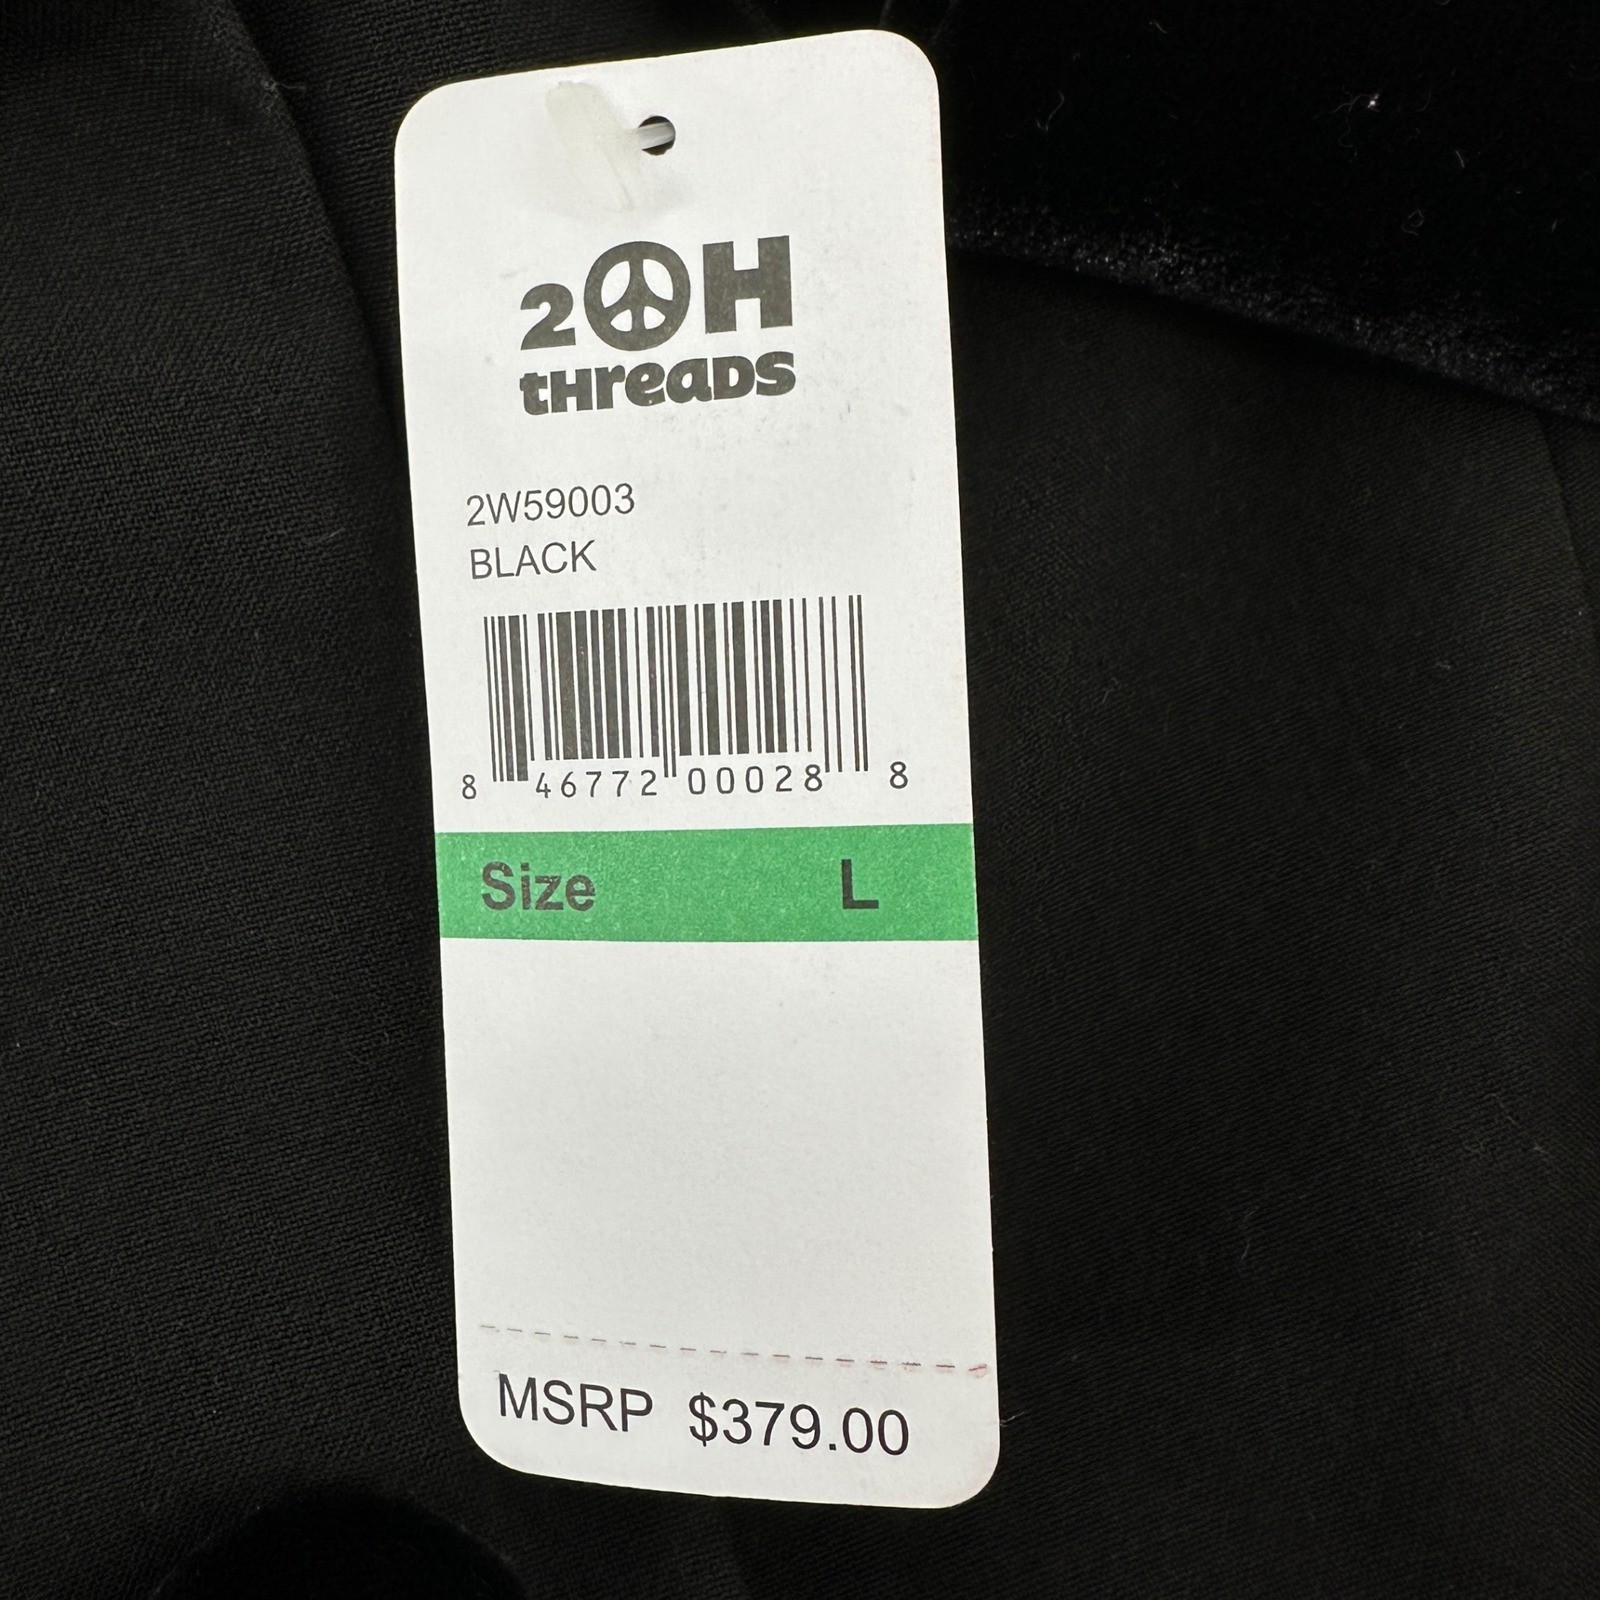 2☮H
tHreaDS
2W59003
BLACK
8 46772 00028 8
Size L
MSRP $379.00